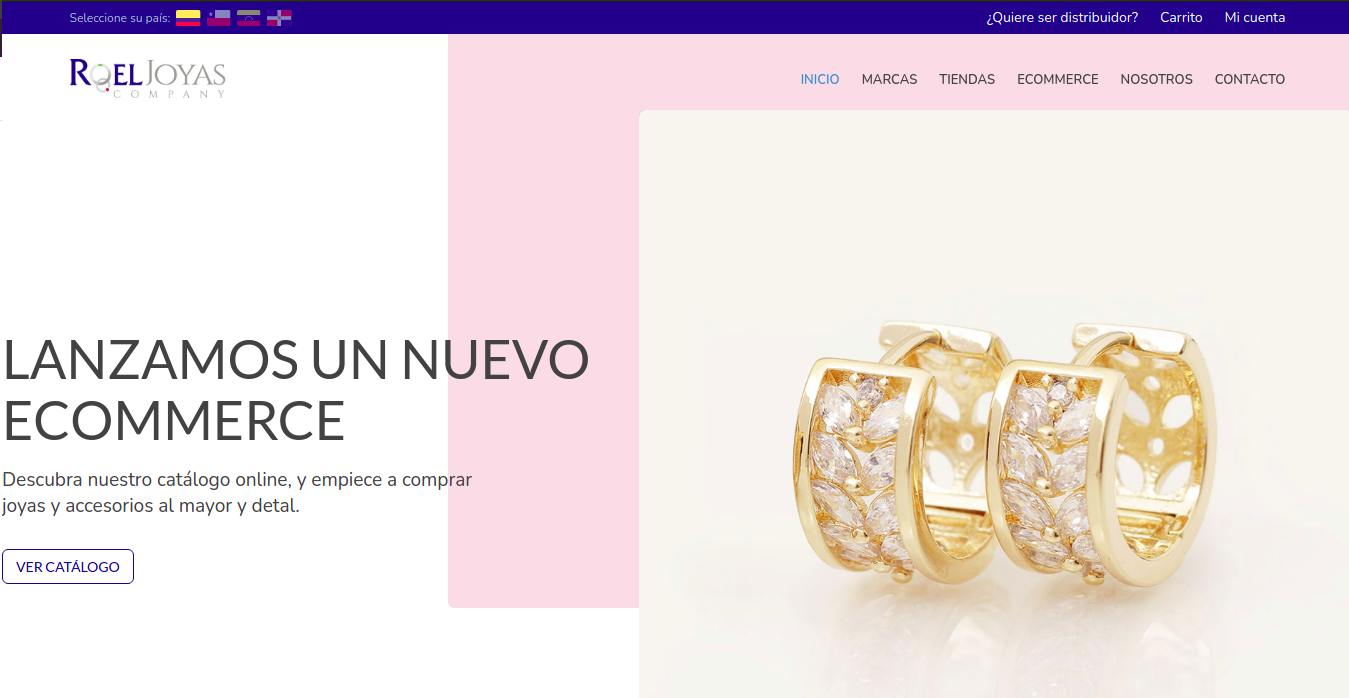 Seleccione su país:
¿Quiere ser distribuidor? Carrito Mi cuenta
ROEL JOYAS
COMPANY
INICIO MARCAS TIENDAS ECOMMERCE NOSOTROS CONTACTO
LANZAMOS UN NUEVO
ECOMMERCE
Descubra nuestro catálogo online, y empiece a comprar
joyas y accesorios al mayor y detal.
VER CATÁLOGO